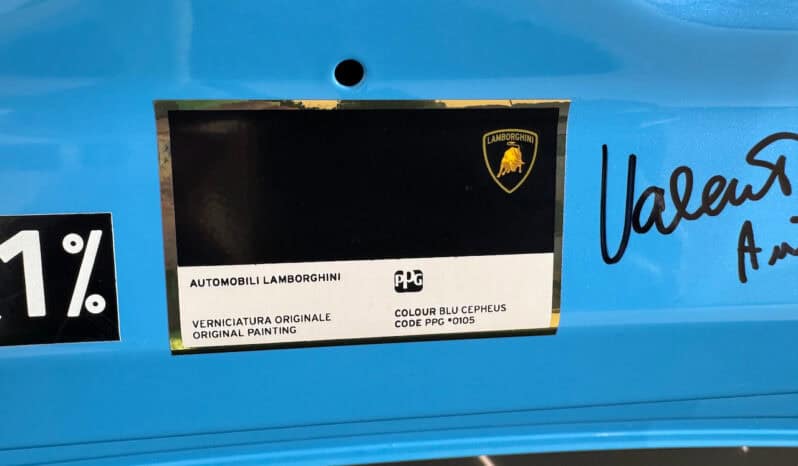 LAMBORGHINI
1%
AUTOMOBILI LAMBORGHINI
PPG
VERNICIATURA ORIGINALE
ORIGINAL PAINTING
COLOUR BLU CEPHEUS
CODE PPG *0105